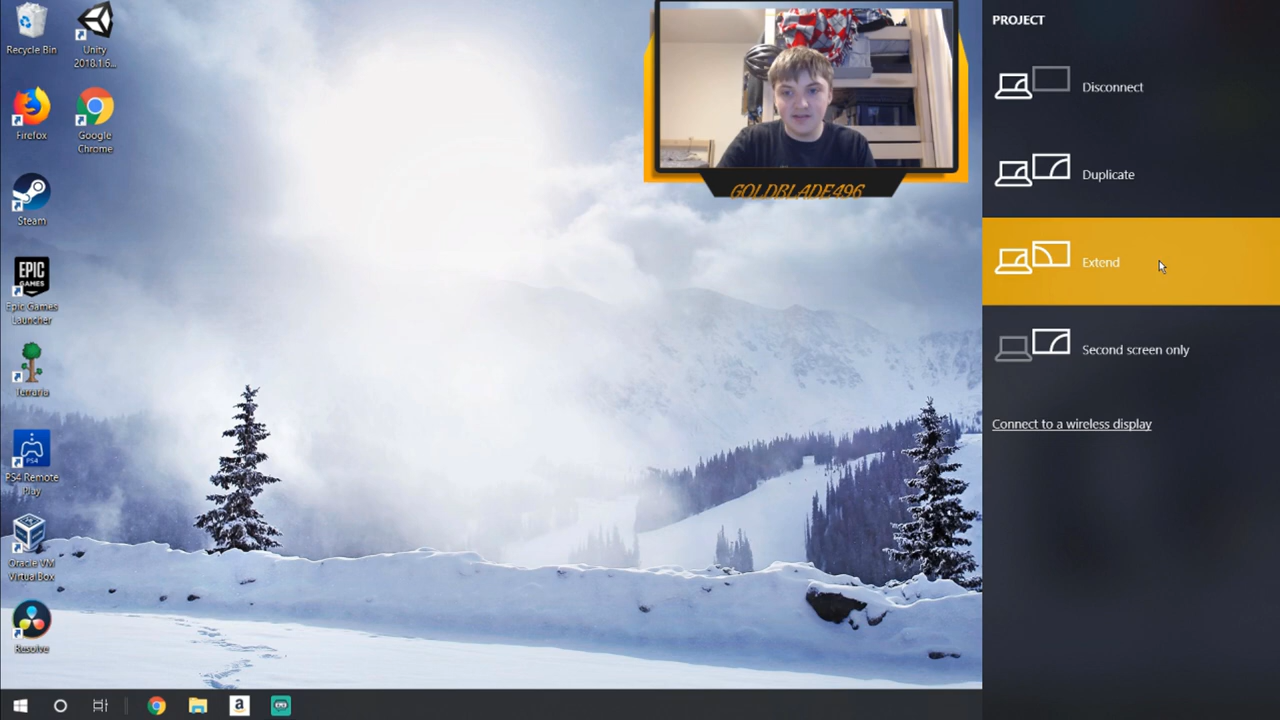 Recycle Bin
Unity
2018.1.6...
Firefox
Google
Chrome
Steam
EPIC
GAMES
Epic Games
Launcher
Terraria
PS4
PS4 Remote
Play
Oracle VM
VirtualBox
Resolve
GOLDBLADE496
PROJECT
Disconnect
Duplicate
Extend
Second screen only
Connect to a wireless display
a